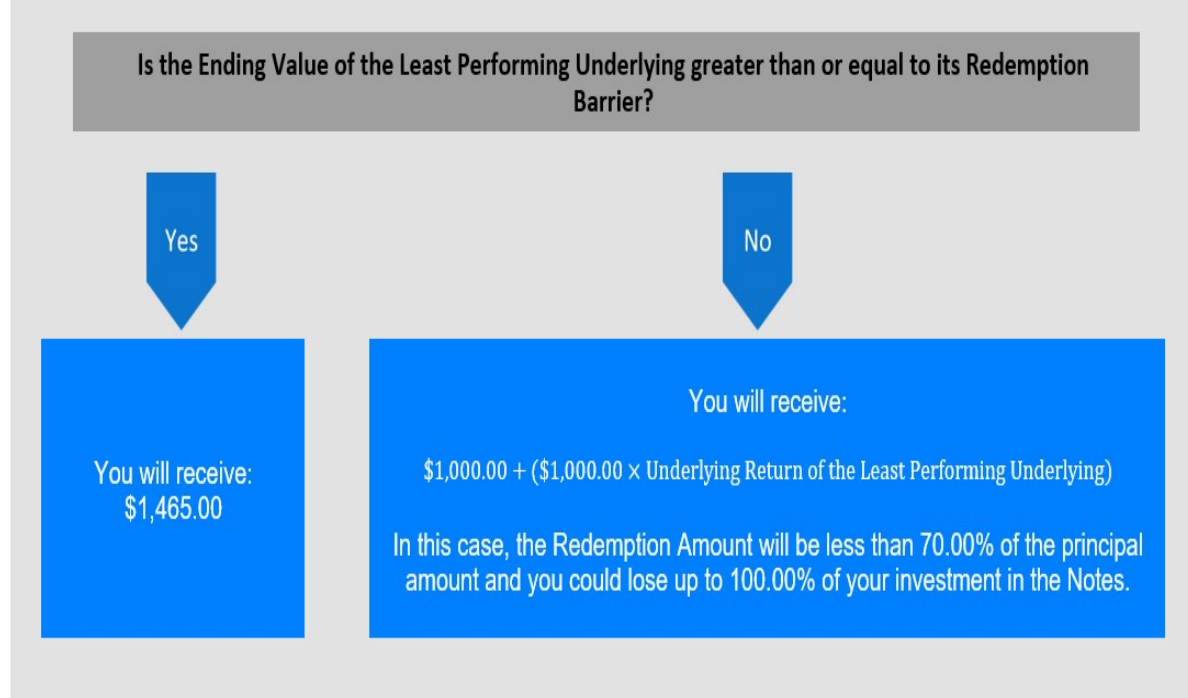 Is the Ending Value of the Least Performing Underlying greater than or equal to its Redemption
Barrier?
Yes
No
You will receive:
$1,465.00
You will receive:
$1,000.00 + ($1,000.00 × Underlying Return of the Least Performing Underlying)
In this case, the Redemption Amount will be less than 70.00% of the principal
amount and you could lose up to 100.00% of your investment in the Notes.